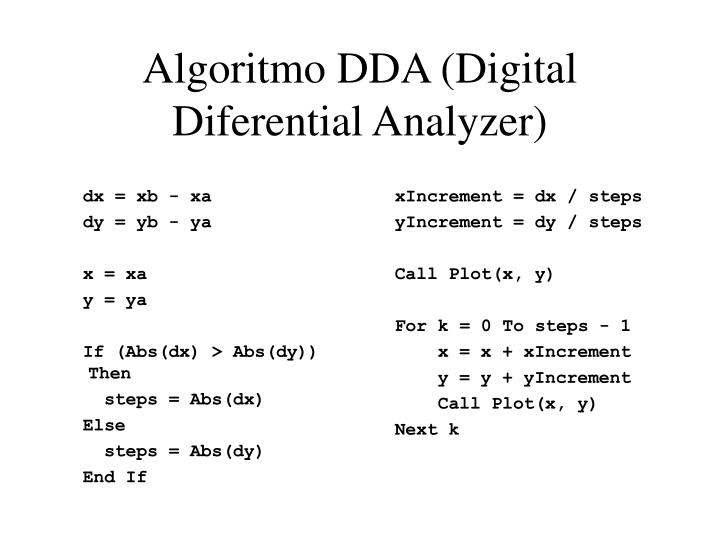 Algoritmo DDA (Digital
Diferential Analyzer)
dx = xb - xa
dy = yb - ya
x = xa
y = ya
If (Abs(dx) > Abs(dy))
Then
steps = Abs(dx)
Else
steps = Abs(dy)
End If
xIncrement = dx / steps
yIncrement = dy / steps
Call Plot(x, y)
For k = 0 To steps - 1
x = x + xIncrement
y = y + yIncrement
Call Plot(x, y)
Next k